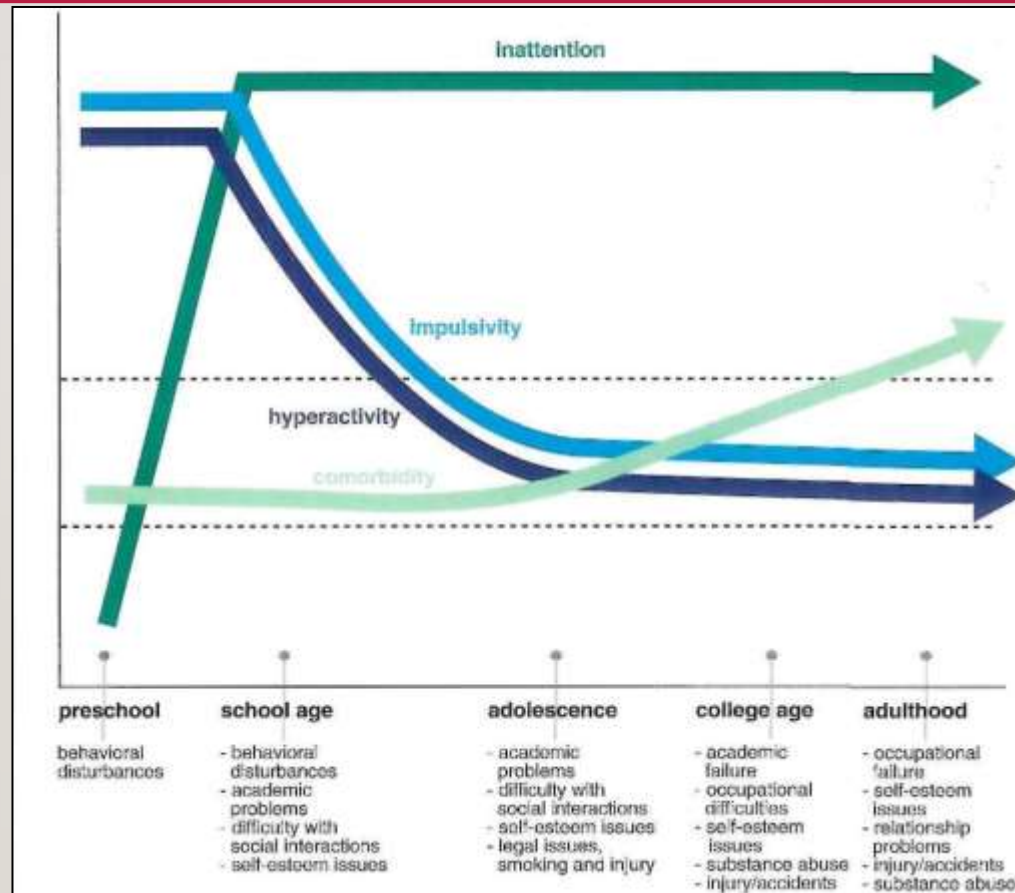 inattention
impulsivity
hyperactivity
comorbidity
preschool
behavioral
disturbances
school age
- behavioral
disturbances
- academic
problems
- difficulty with
social interactions
- self-esteem issues
adolescence
- academic
problems
- difficulty with
social interactions
- self-esteem issues
- legal issues,
smoking and injury
college age
- academic
failure
- occupational
difficulties
- self-esteem
issues
- substance abuse
- injury/accidents
adulthood
- occupational
failure
- self-esteem
issues
- relationship
problems
- injury/accidents
- substance abuse